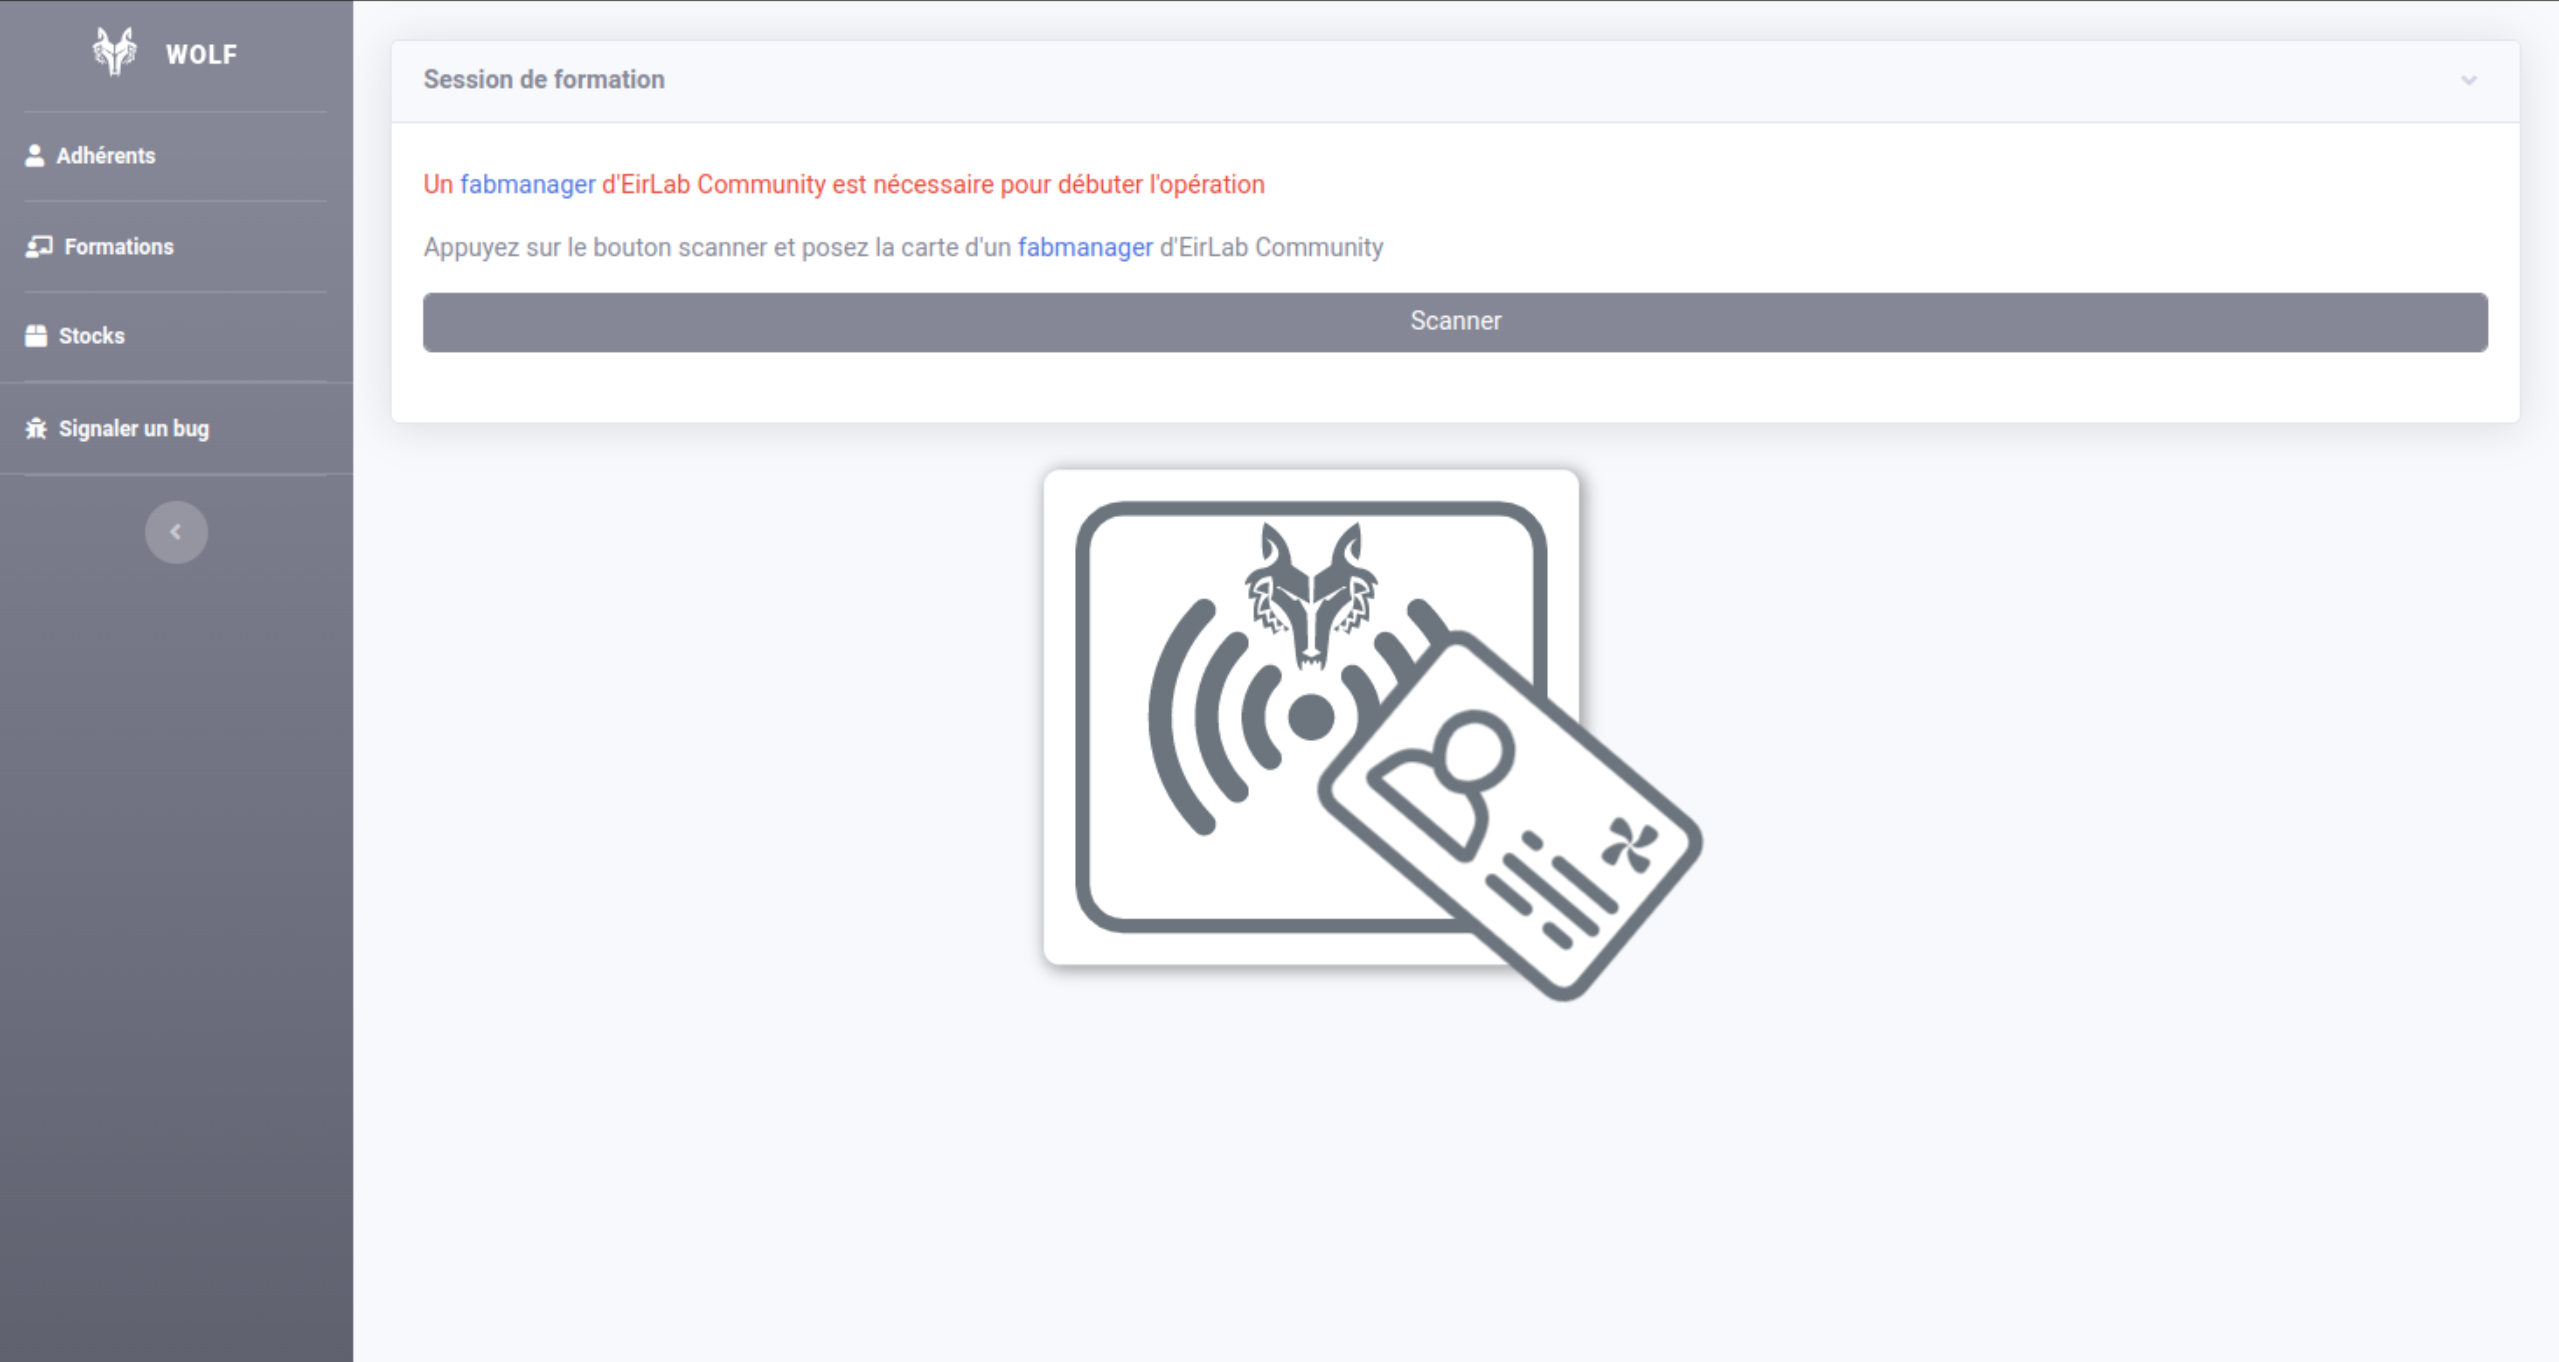 WOLF
Adhérents
Formations
Stocks
Signaler un bug
Session de formation
Un fabmanager d'EirLab Community est nécessaire pour débuter l'opération
Appuyez sur le bouton scanner et posez la carte d'un fabmanager d'EirLab Community
Scanner